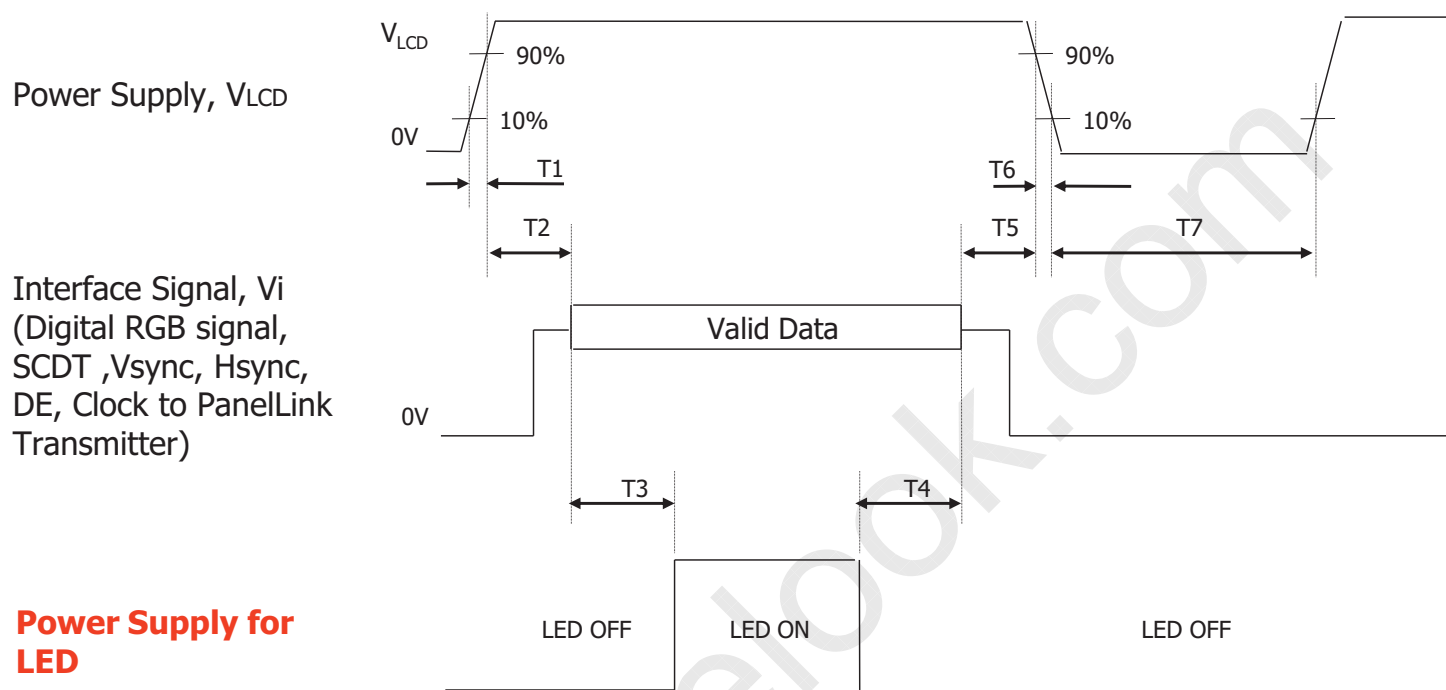 VLCD
90%
90%
Power Supply, VLCD
10%
10%
0V
T1
T6
T2
T5
T7
Interface Signal, Vi
(Digital RGB signal,
SCDT ,Vsync, Hsync,
DE, Clock to PanelLink
Transmitter)
Valid Data
0V
T3
T4
Power Supply for
LED
LED OFF
LED ON
LED OFF
elook.com